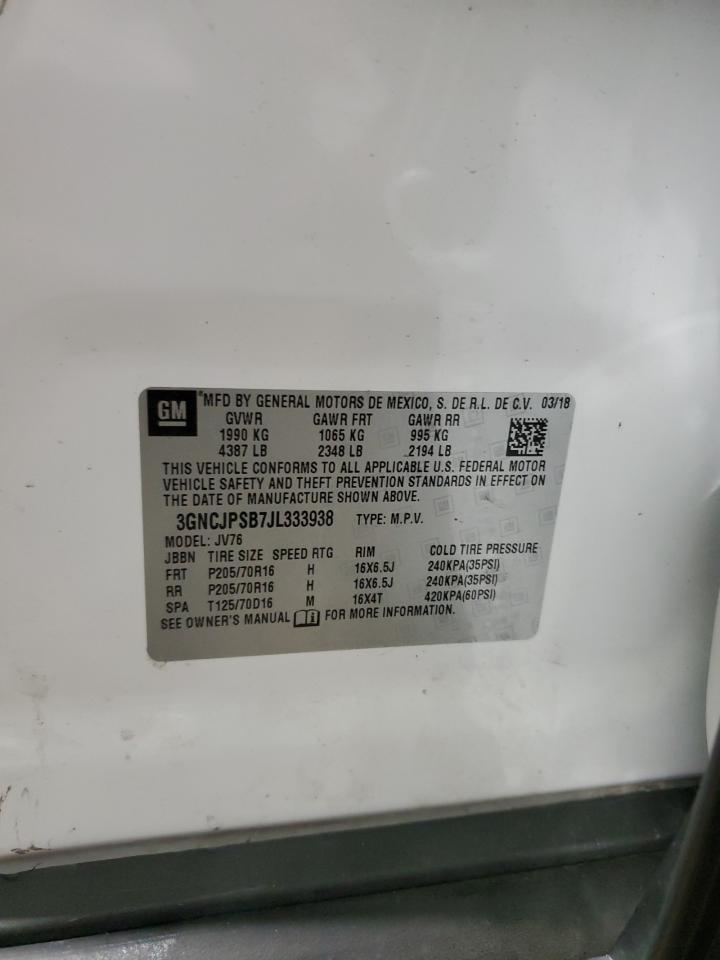 GM *MFD BY GENERAL MOTORS DE MEXICO, S. DE R.L. DE C.V. 03/18
GVWR GAWR FRT GAWR RR
1990 KG 1065 KG 995 KG
4387 LB 2348 LB 2194 LB
THIS VEHICLE CONFORMS TO ALL APPLICABLE U.S. FEDERAL MOTOR
VEHICLE SAFETY AND THEFT PREVENTION STANDARDS IN EFFECT ON
THE DATE OF MANUFACTURE SHOWN ABOVE.
3GNCJPSB7JL333938 TYPE: M.P.V.
MODEL: JV76
JBBN TIRE SIZE SPEED RTG RIM COLD TIRE PRESSURE
FRT P205/70R16 H 16X6.5J 240KPA(35PSI)
RR P205/70R16 H 16X6.5J 240KPA(35PSI)
SPA T125/70D16 M 16X4T 420KPA(60PSI)
SEE OWNER'S MANUAL i FOR MORE INFORMATION.